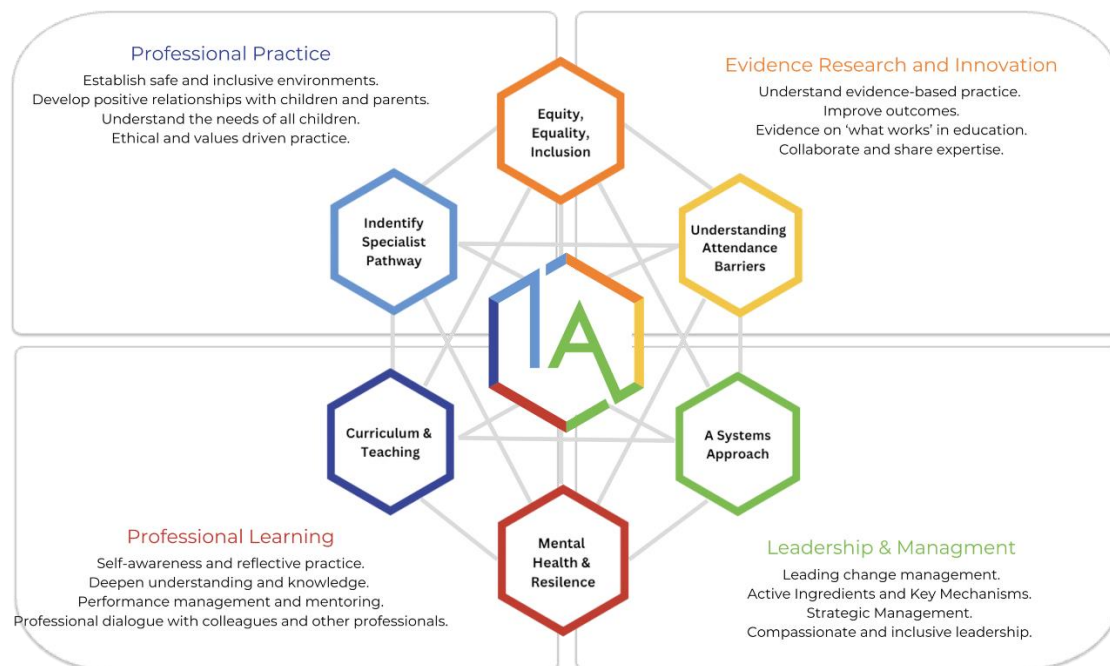 Professional Practice
Establish safe and inclusive environments.
Develop positive relationships with children and parents.
Understand the needs of all children.
Ethical and values driven practice.
Evidence Research and Innovation
Understand evidence-based practice.
Improve outcomes.
Evidence on ‘what works’ in education.
Collaborate and share expertise.
Equity,
Equality,
Inclusion
Indentify
Specialist
Pathway
Understanding
Attendance
Barriers
1A
Curriculum &
Teaching
A Systems
Approach
Mental
Health &
Resilence
Professional Learning
Self-awareness and reflective practice.
Deepen understanding and knowledge.
Performance management and mentoring.
Professional dialogue with colleagues and other professionals.
Leadership & Managment
Leading change management.
Active Ingredients and Key Mechanisms.
Strategic Management.
Compassionate and inclusive leadership.